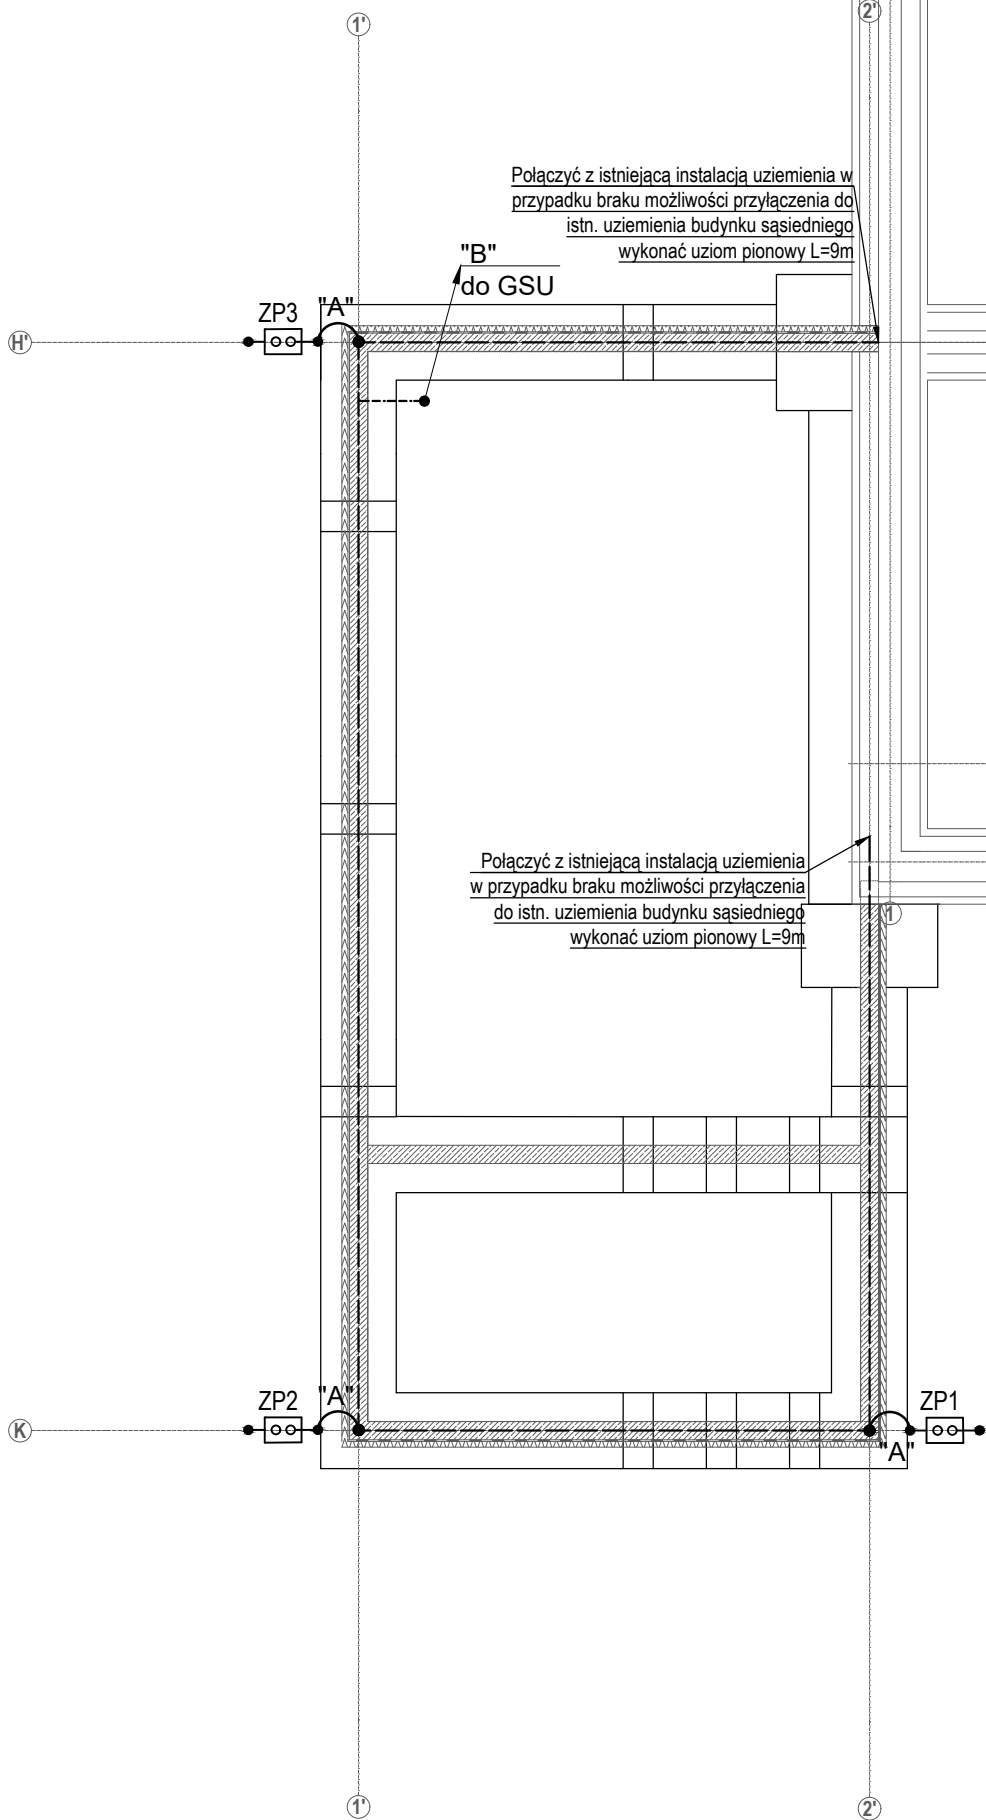 1'
2'
Połączyć z istniejącą instalacją uziemienia w
przypadku braku możliwości przyłączenia do
istn. uziemienia budynku sąsiedniego
wykonać uziom pionowy L=9m
"B"
do GSU
ZP3
"A"
H'
Połączyć z istniejącą instalacją uziemienia
w przypadku braku możliwości przyłączenia
do istn. uziemienia budynku sąsiedniego
wykonać uziom pionowy L=9m
1
ZP2
"A"
ZP1
K
"A"
1'
2'